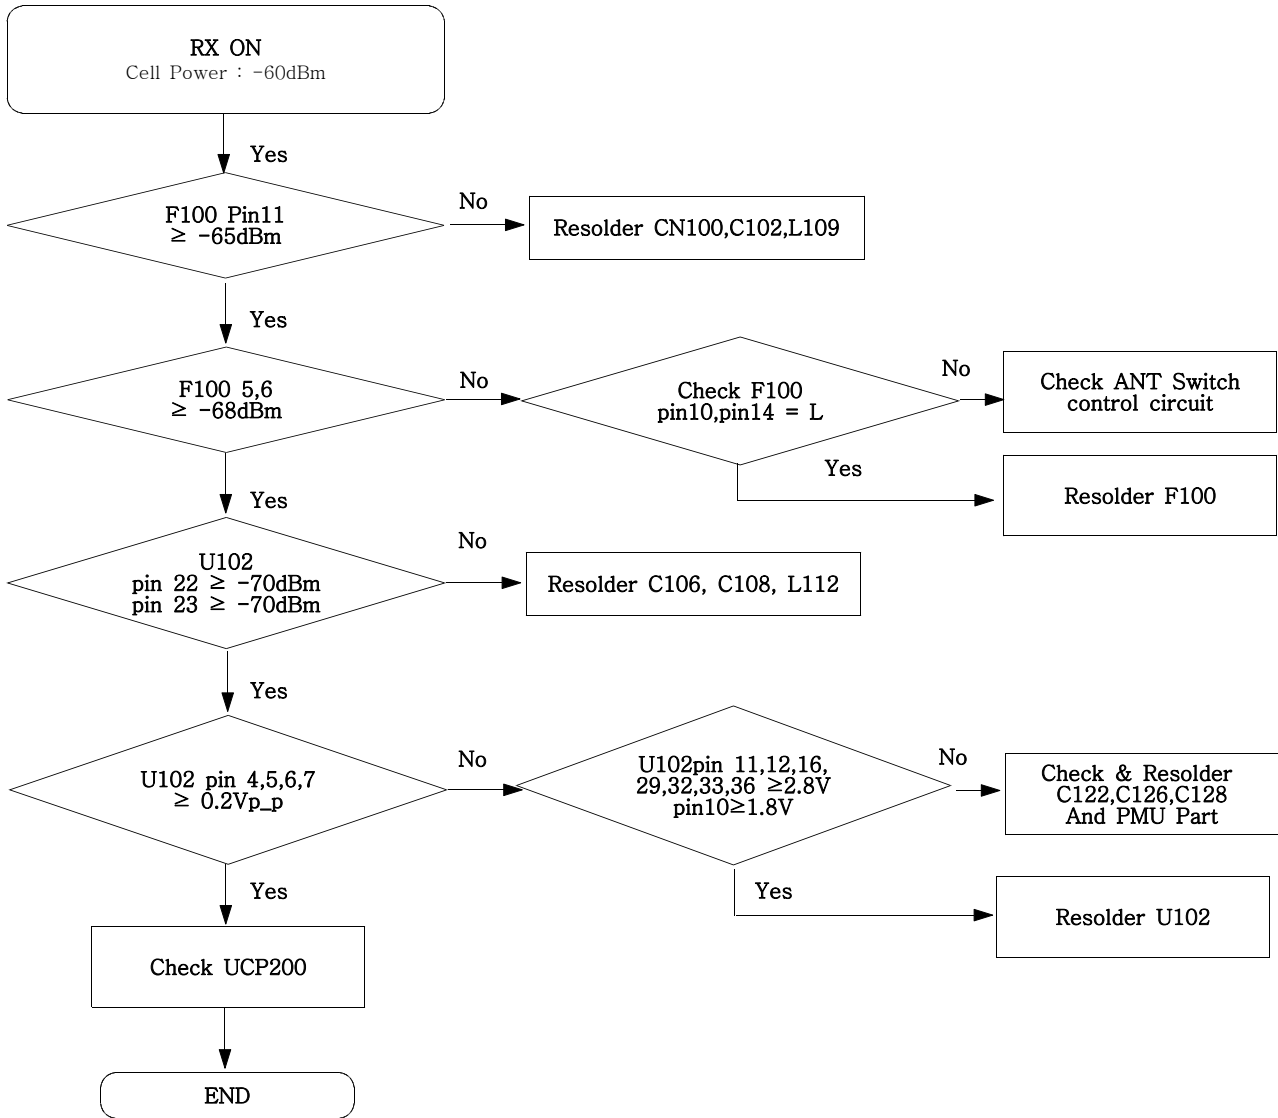 RX ON
Cell Power : -60dBm
Yes
F100 Pin11
≥ -65dBm
No
Resolder CN100,C102,L109
Yes
F100 5,6
≥ -68dBm
No
Check F100
pin10,pin14 = L
No
Check ANT Switch
control circuit
Yes
Resolder F100
Yes
U102
pin 22 ≥ -70dBm
pin 23 ≥ -70dBm
No
Resolder C106, C108, L112
Yes
U102 pin 4,5,6,7
≥ 0.2Vp_p
No
U102pin 11,12,16,
29,32,33,36 ≥2.8V
pin10≥1.8V
No
Check & Resolder
C122,C126,C128
And PMU Part
Yes
Resolder U102
Yes
Check UCP200
END